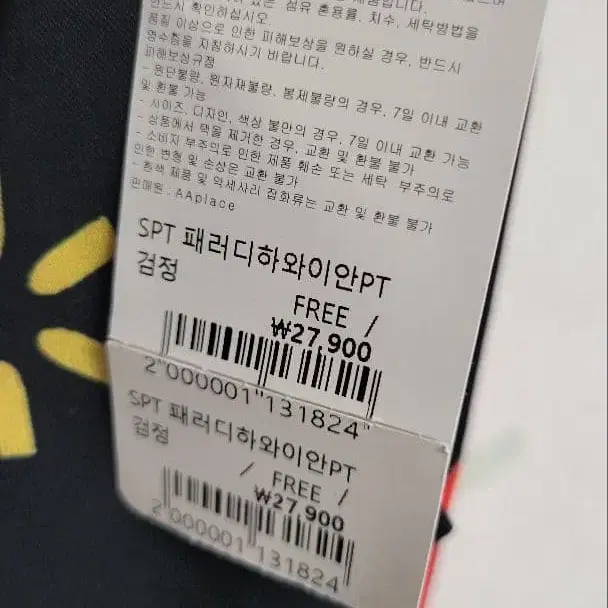 있는 섬유 혼용율, 치수, 세탁방법을
반드시 확인하십시오.
품질 이상으로 인한 피해보상을 원하실 경우, 반드시
영수증을 지참하시기 바랍니다.
피해보상규정
- 원단불량, 원자재불량, 봉제불량의 경우, 7일 이내 교환
및 환불 가능
- 사이즈, 디자인, 색상 불만의 경우, 7일 이내 교환 가능
- 상품에서 택을 제거한 경우, 교환 및 환불 불가
- 소비자 부주의로 인한 제품 훼손 또는 세탁 부주의로
인한 변형 및 손상은 교환 불가
- 흰색 제품 및 악세사리 잡화류는 교환 및 환불 불가
판매원 : AAplace
SPT 패러디하와이안PT
검정
FREE /
₩27,900
2"000001"131824"
SPT 패러디하와이안PT
검정
/ FREE /
₩27,900
2"000001"131824